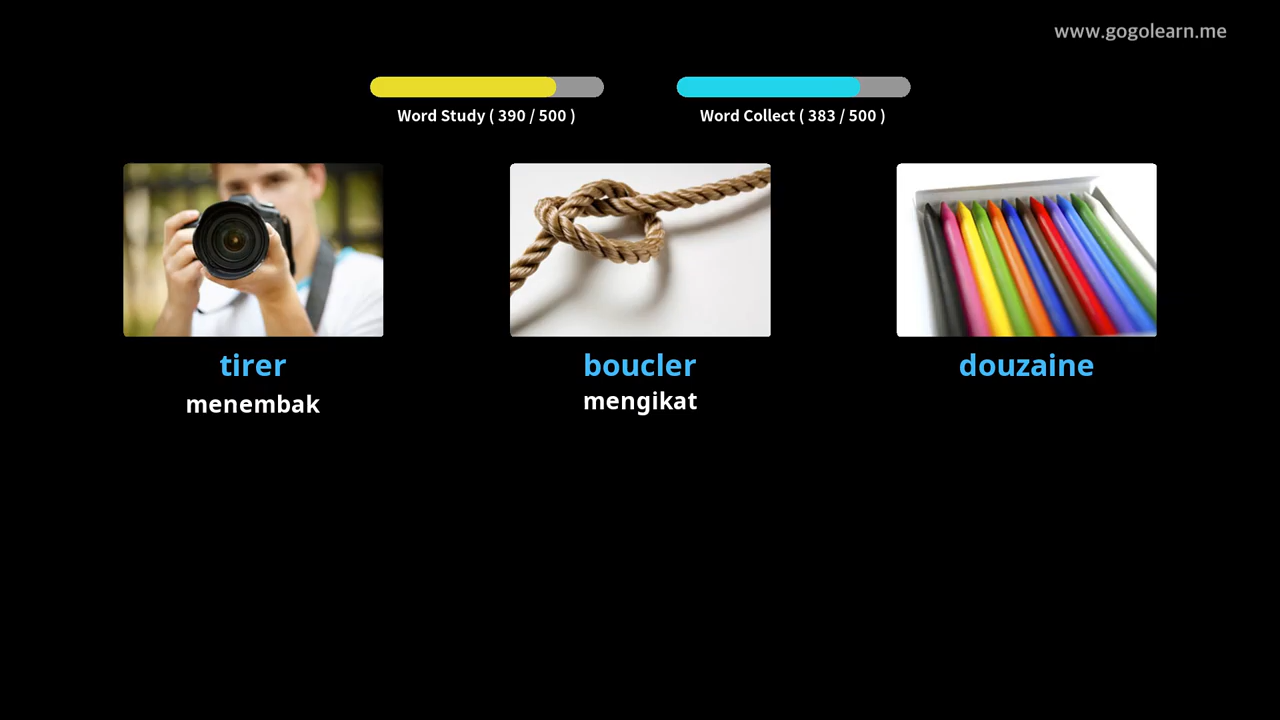 www.gogolearn.me
Word Study ( 390 / 500 )
Word Collect ( 383 / 500 )
tirer
menembak
boucler
mengikat
douzaine